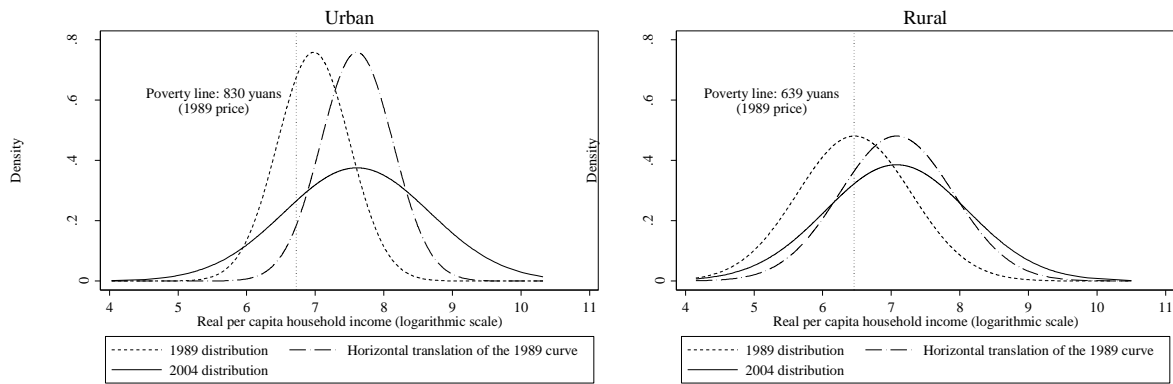 Urban
.8
.6
.4
.2
0
Density
Poverty line: 830 yuans
(1989 price)
4 5 6 7 8 9 10 11
Real per capita household income (logarithmic scale)
1989 distribution Horizontal translation of the 1989 curve
2004 distribution
Rural
.8
.6
.4
.2
0
Density
Poverty line: 639 yuans
(1989 price)
4 5 6 7 8 9 10 11
Real per capita household income (logarithmic scale)
1989 distribution Horizontal translation of the 1989 curve
2004 distribution